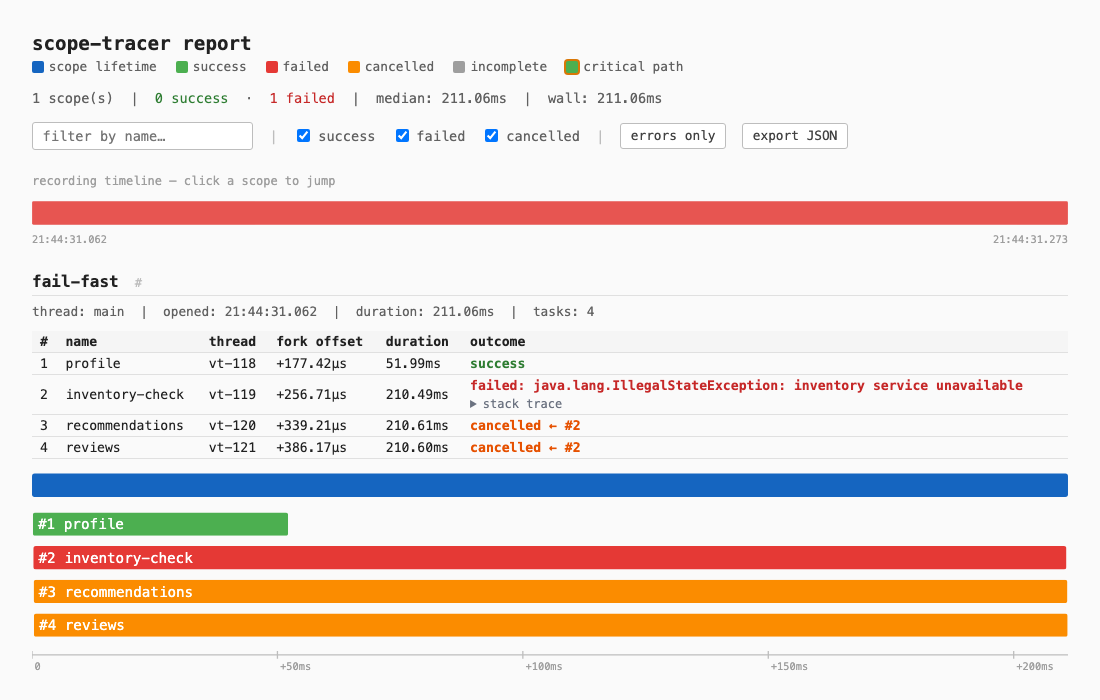 scope-tracer report
scope lifetime success failed cancelled incomplete critical path
1 scope(s) | 0 success · 1 failed | median: 211.06ms | wall: 211.06ms
filter by name… | success failed cancelled | errors only export JSON
recording timeline — click a scope to jump
21:44:31.062 21:44:31.273
fail-fast #
thread: main | opened: 21:44:31.062 | duration: 211.06ms | tasks: 4
# name thread fork offset duration outcome
1 profile vt-118 +177.42µs 51.99ms success
2 inventory-check vt-119 +256.71µs 210.49ms failed: java.lang.IllegalStateException: inventory service unavailable
▶ stack trace
3 recommendations vt-120 +339.21µs 210.61ms cancelled ← #2
4 reviews vt-121 +386.17µs 210.60ms cancelled ← #2
#1 profile
#2 inventory-check
#3 recommendations
#4 reviews
0 +50ms +100ms +150ms +200ms